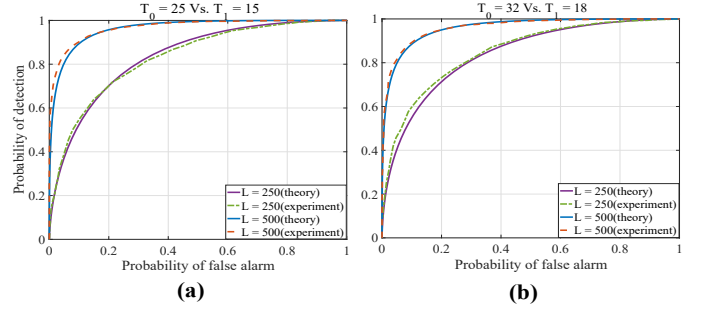 T0 = 25 Vs. T1 = 15
Probability of detection
1
0.8
0.6
0.4
0.2
0
0 0.2 0.4 0.6 0.8 1
L = 250(theory)
L = 250(experiment)
L = 500(theory)
L = 500(experiment)
Probability of false alarm
(a)
T0 = 32 Vs. T1 = 18
1
0.8
0.6
0.4
0.2
0
0 0.2 0.4 0.6 0.8 1
L = 250(theory)
L = 250(experiment)
L = 500(theory)
L = 500(experiment)
Probability of false alarm
(b)